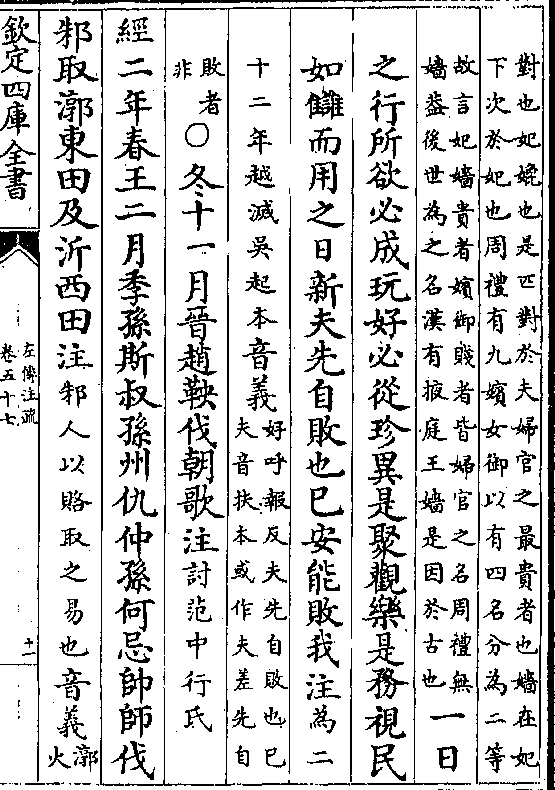 對也妃媲也是匹對於夫婦官之最貴者也嬙在妃
下次於妃也周禮有九嬪女御以有四名分為二等
故言妃嬙貴者嬪御賤者皆婦官之名周禮無
嬙葢後世為之名漢有掖庭王嬙是因於古也
一日
之行所欲必成玩好必從珍異是聚觀樂是務視民
如讎而用之日新夫先自敗也已安能敗我注為二
十二年越滅吳起本音義好呼報反夫先自敗也已
夫音扶本或作夫差先自
敗者
非
○冬十一月晉趙鞅伐朝歌注討范中行氏
經二年春王二月季孫斯叔孫州仇仲孫何忌帥師伐
邾取漷東田及沂西田注邾人以賂取之易也音義漷
火
欽定四庫全書
左傳注疏
卷五十七
十一